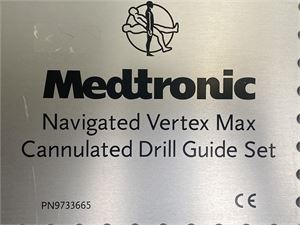 Medtronic
Navigated Vertex Max
Cannulated Drill Guide Set
PN9733665 CE